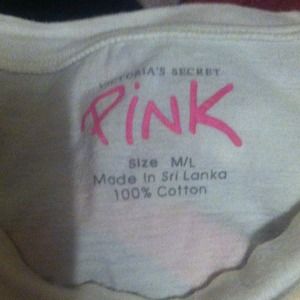 VICTORIA'S SECRET
PiNK
Size M/L
Made In Sri Lanka
100% Cotton